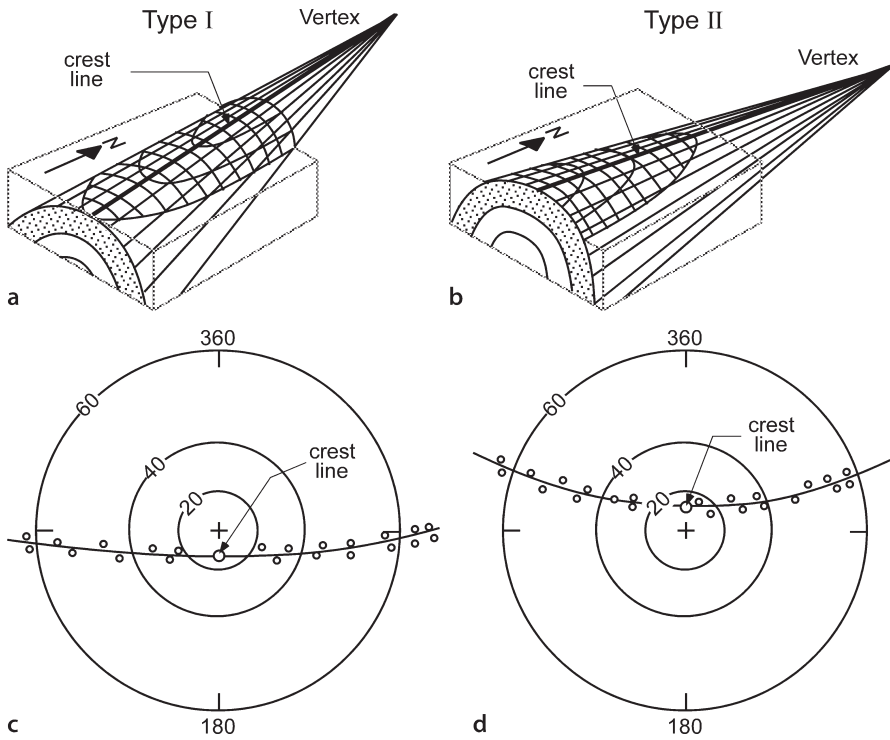 Type I
Vertex
crest
line
N
a
Type II
Vertex
crest
line
N
b
360
60
40
20
crest
line
180
c
360
60
40
20
crest
line
180
d